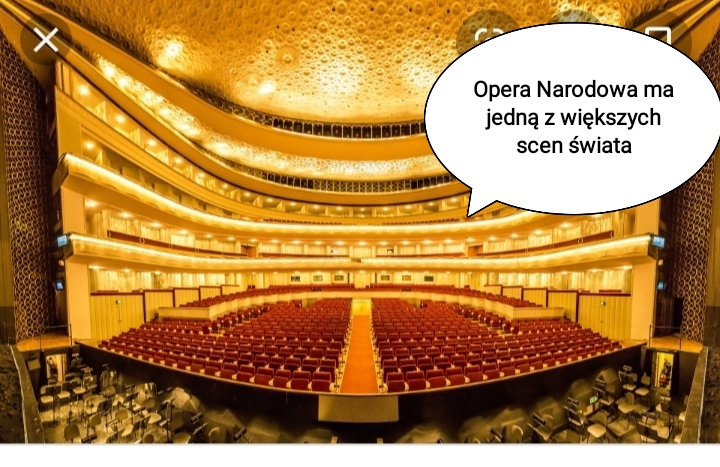 Opera Narodowa ma
jedną z większych
scen świata